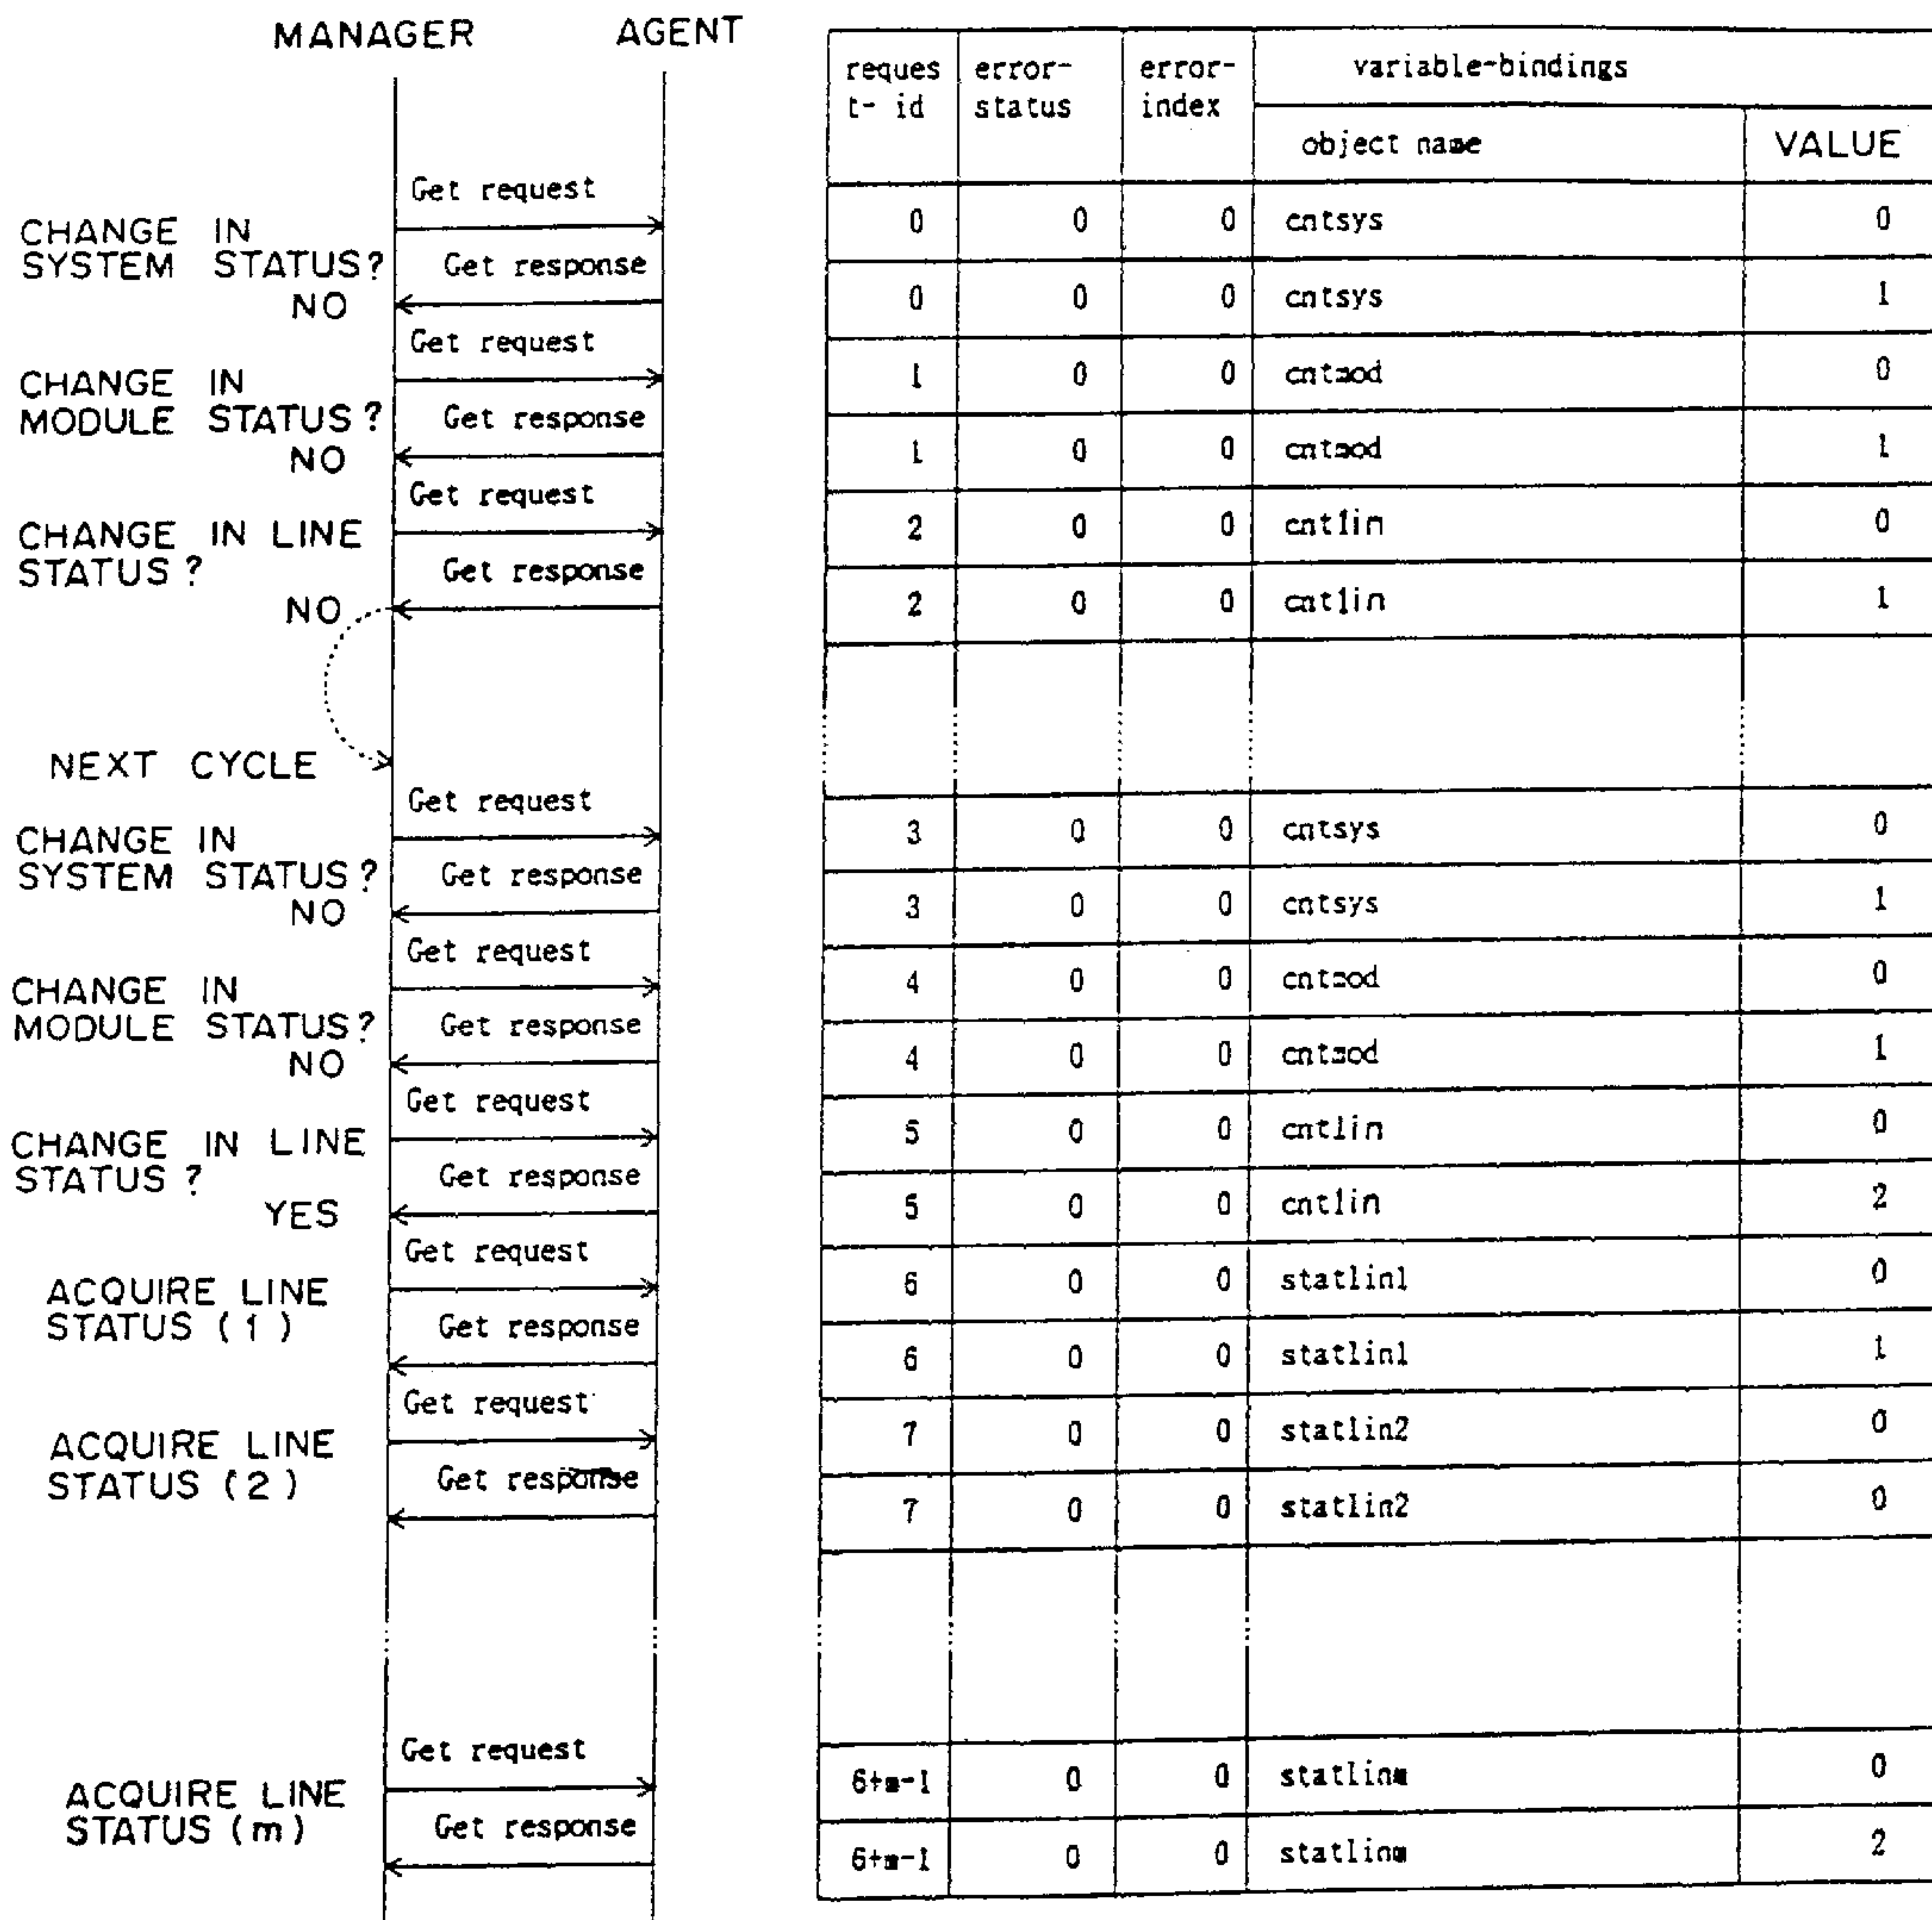 MANAGER AGENT
reques error- error- variable-bindings
t- id status index
object name VALUE
Get request
CHANGE IN
SYSTEM STATUS? Get response
NO
0 0 0 cntsys 0
0 0 0 cntsys 1
Get request
CHANGE IN
MODULE STATUS? Get response
NO
1 0 0 cntmod 0
1 0 0 cntmod 1
Get request
CHANGE IN LINE
STATUS? Get response
NO
2 0 0 cntlin 0
2 0 0 cntlin 1
NEXT CYCLE
Get request
CHANGE IN
SYSTEM STATUS? Get response
NO
3 0 0 cntsys 0
3 0 0 cntsys 1
Get request
CHANGE IN
MODULE STATUS? Get response
NO
4 0 0 cntmod 0
4 0 0 cntmod 1
Get request
CHANGE IN LINE
STATUS? Get response
YES
5 0 0 cntlin 0
5 0 0 cntlin 2
Get request
ACQUIRE LINE
STATUS (1) Get response
6 0 0 statlin1 0
6 0 0 statlin1 1
Get request
ACQUIRE LINE
STATUS (2) Get response
7 0 0 statlin2 0
7 0 0 statlin2 0
Get request
ACQUIRE LINE
STATUS (m) Get response
6+m-1 0 0 statlinm 0
6+m-1 0 0 statlinm 2